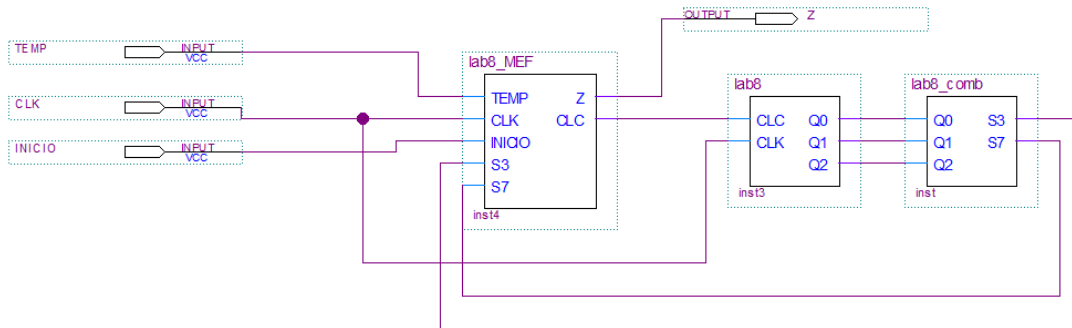 OUTPUT Z
TEMP INPUT
VCC
CLK INPUT
VCC
INICIO INPUT
VCC
lab8_MEF
TEMP Z
CLK CLC
INICIO
S3
S7
inst4
lab8
CLC Q0
CLK Q1
Q2
inst3
lab8_comb
Q0 S3
Q1 S7
Q2
inst